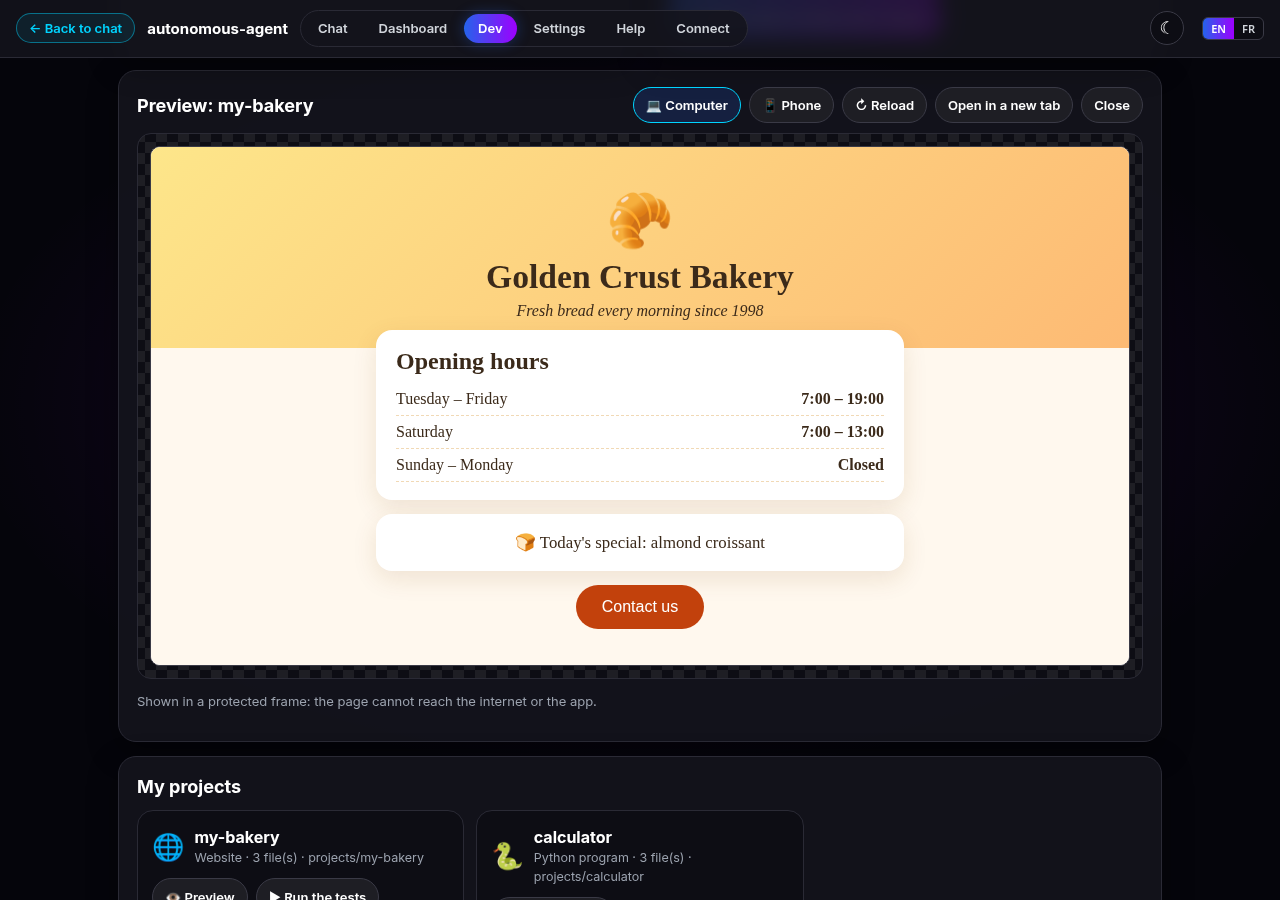 ← Back to chat
autonomous-agent
Chat
Dashboard
Dev
Settings
Help
Connect
EN
FR
Preview: my-bakery
Computer
Phone
↻ Reload
Open in a new tab
Close
Golden Crust Bakery
Fresh bread every morning since 1998
Opening hours
Tuesday – Friday 7:00 – 19:00
Saturday 7:00 – 13:00
Sunday – Monday Closed
Today's special: almond croissant
Contact us
Shown in a protected frame: the page cannot reach the internet or the app.
My projects
my-bakery
Website · 3 file(s) · projects/my-bakery
Preview
▶ Run the tests
calculator
Python program · 3 file(s) ·
projects/calculator